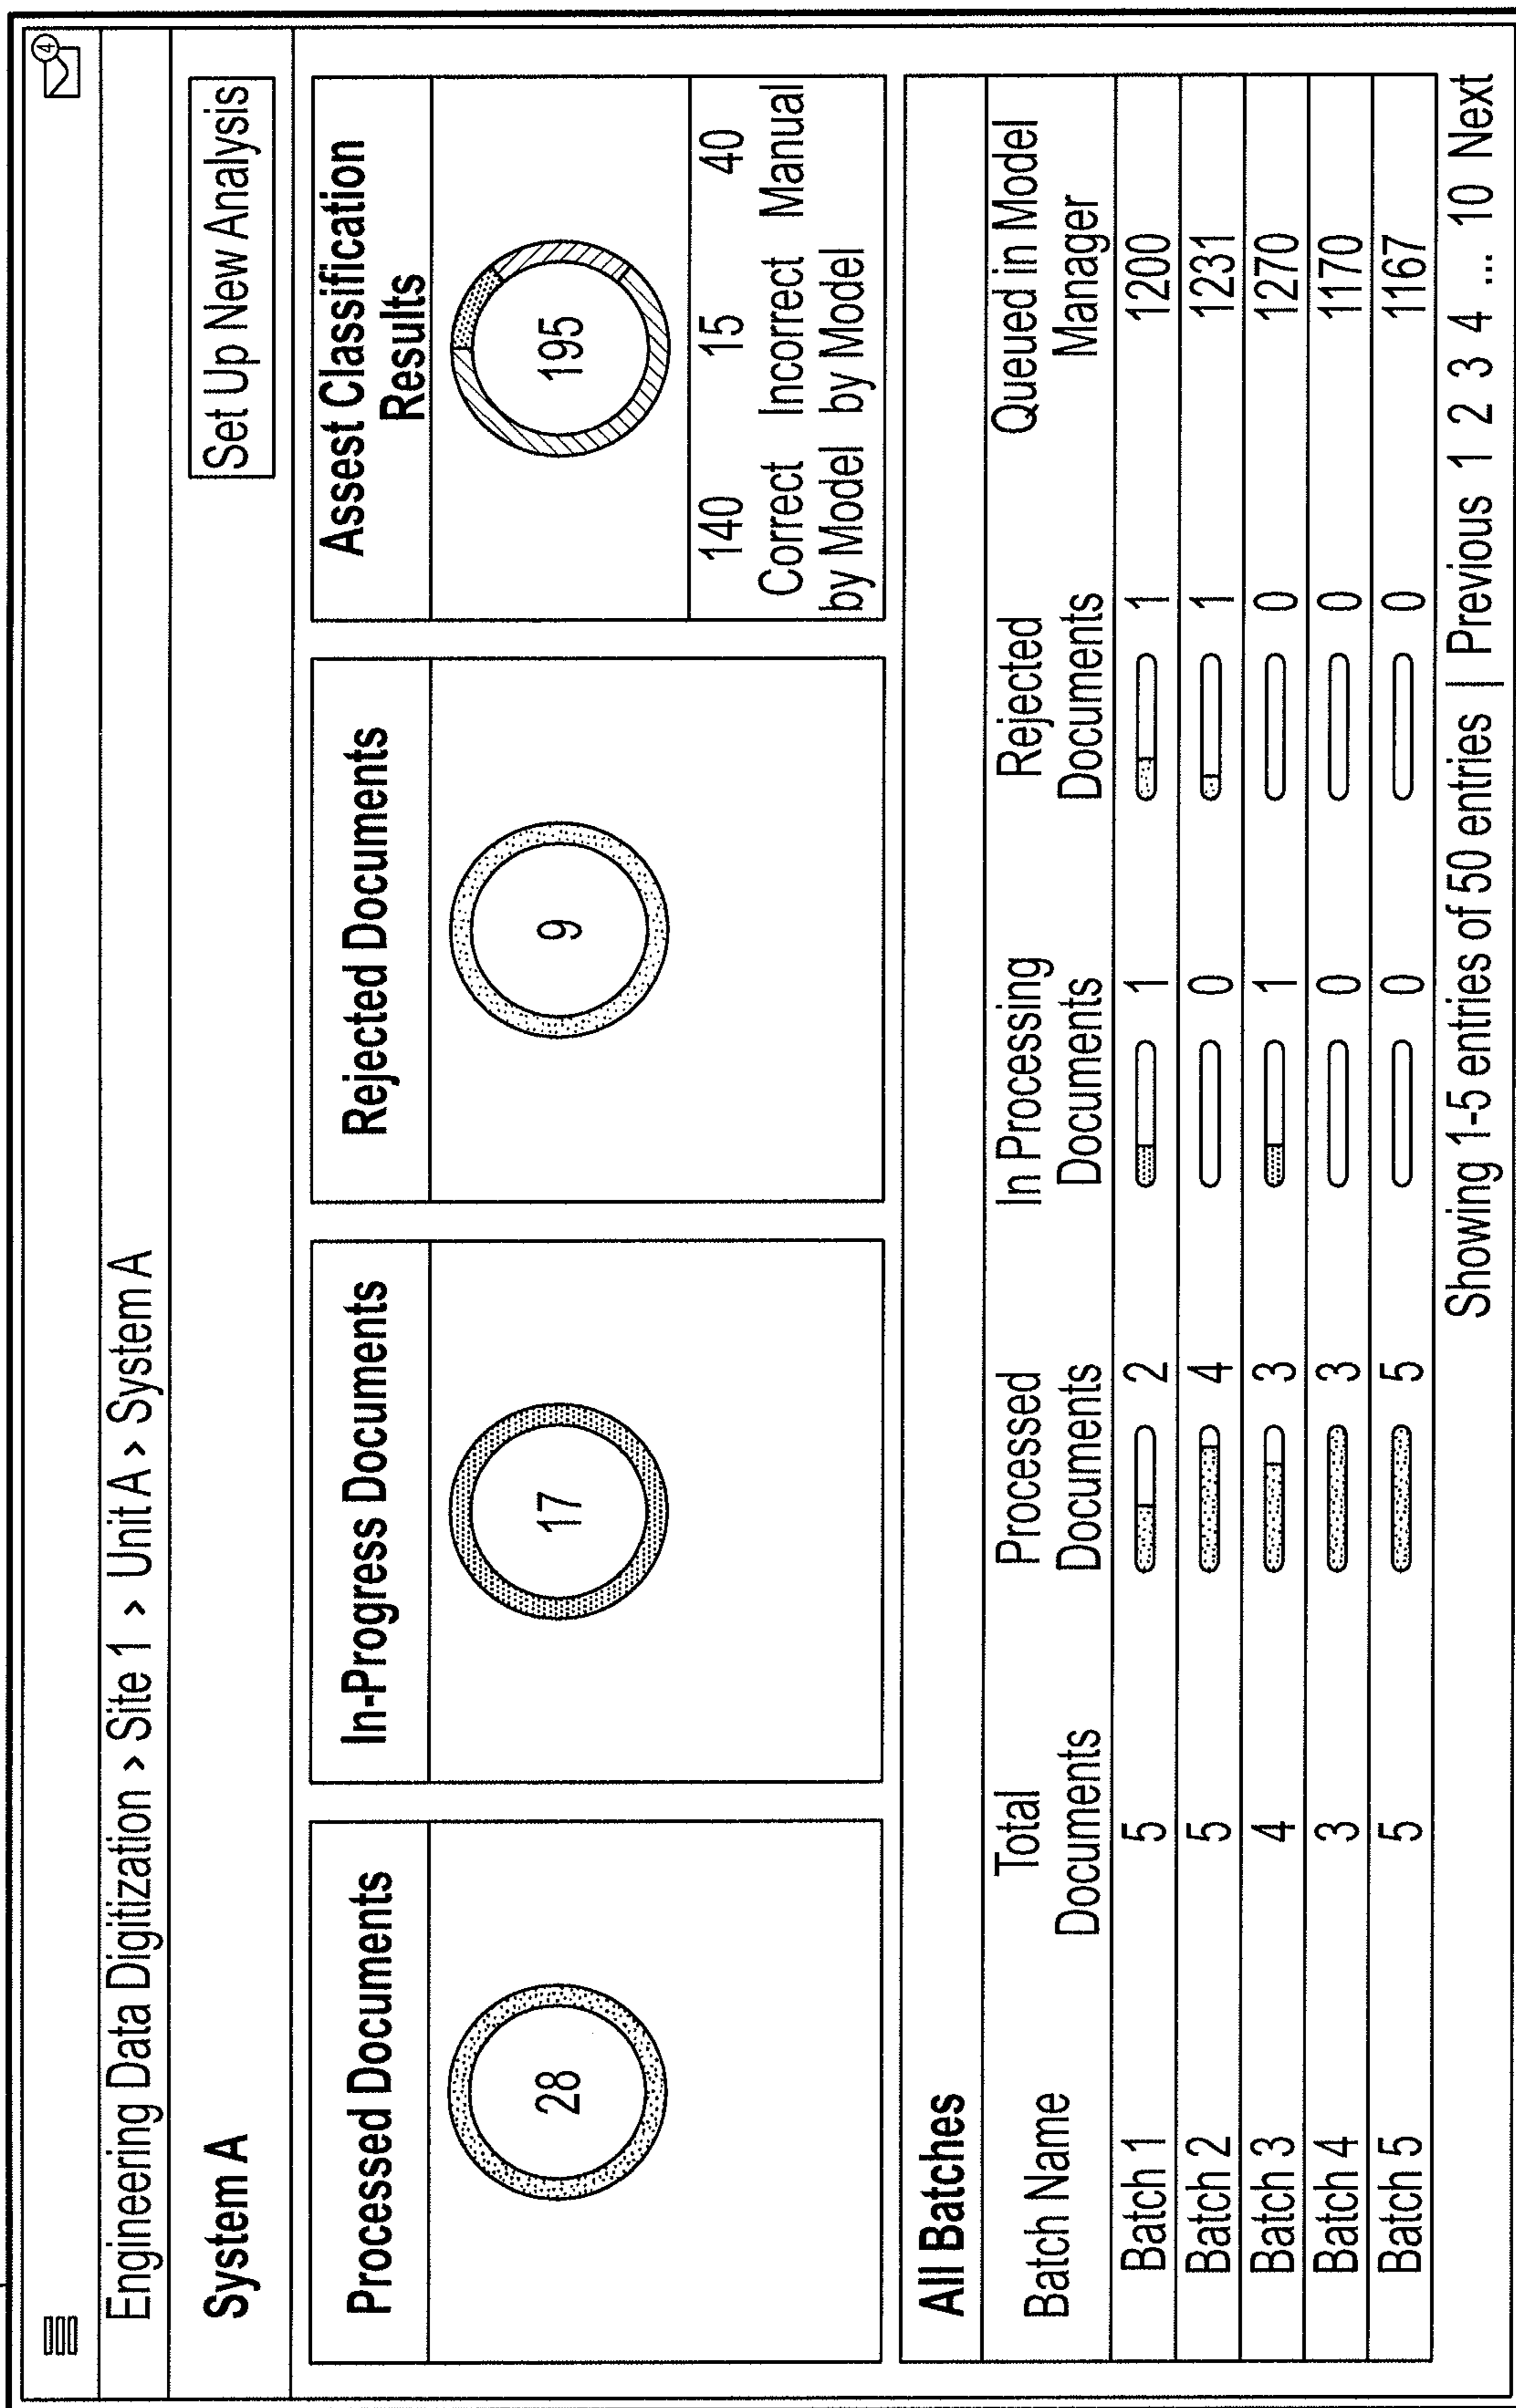 4
Engineering Data Digitization > Site 1 > Unit A > System A
System A
Set Up New Analysis
Processed Documents
28
In-Progress Documents
17
Rejected Documents
9
Assest Classification
Results
195
140 15 40
Correct Incorrect Manual
by Model by Model
All Batches
Batch Name Total Processed In Processing Rejected Queued in Model
Documents Documents Documents Documents Manager
Batch 1 5 2 1 1 1200
Batch 2 5 4 0 1 1231
Batch 3 4 3 1 0 1270
Batch 4 3 3 0 0 1170
Batch 5 5 5 0 0 1167
Showing 1-5 entries of 50 entries | Previous 1 2 3 4 ... 10 Next